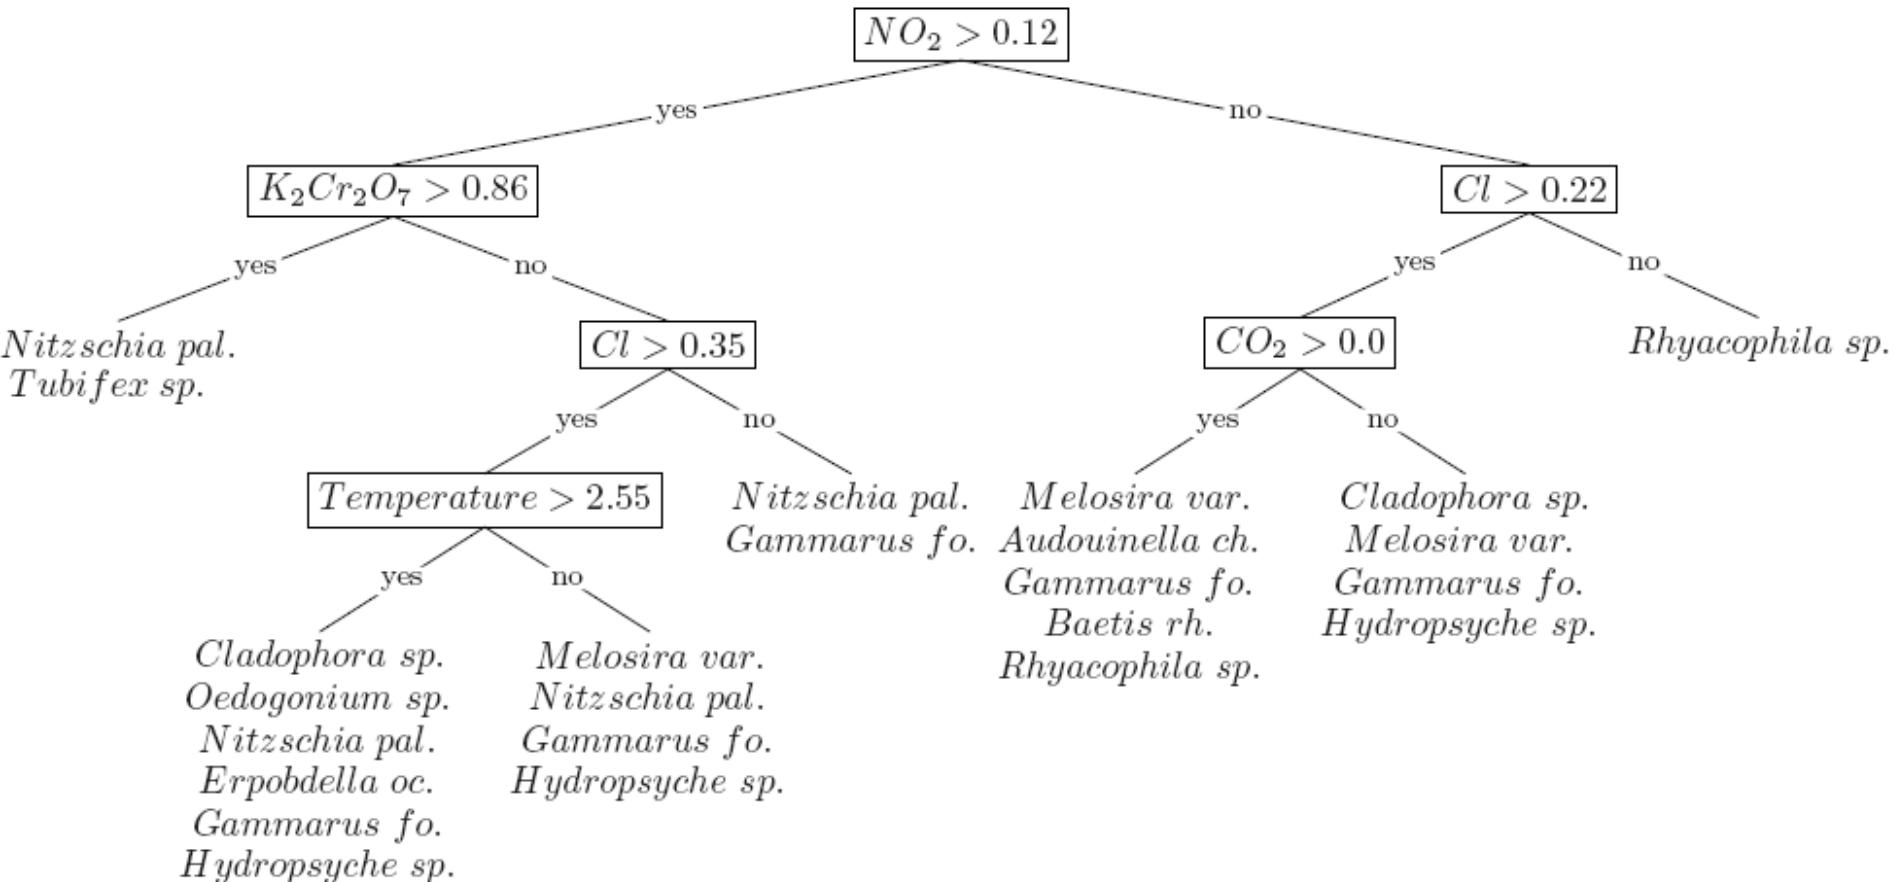 NO₂ > 0.12
yes
no
K₂Cr₂O₇ > 0.86
Cl > 0.22
yes
no
yes
no
Nitzschia pal.
Tubifex sp.
Cl > 0.35
CO₂ > 0.0
Rhyacophila sp.
yes
no
yes
no
Temperature > 2.55
Nitzschia pal.
Gammarus fo.
Melosira var.
Audouinella ch.
Gammarus fo.
Baetis rh.
Rhyacophila sp.
Cladophora sp.
Melosira var.
Gammarus fo.
Hydropsyche sp.
yes
no
Cladophora sp.
Oedogonium sp.
Nitzschia pal.
Erpobdella oc.
Gammarus fo.
Hydropsyche sp.
Melosira var.
Nitzschia pal.
Gammarus fo.
Hydropsyche sp.